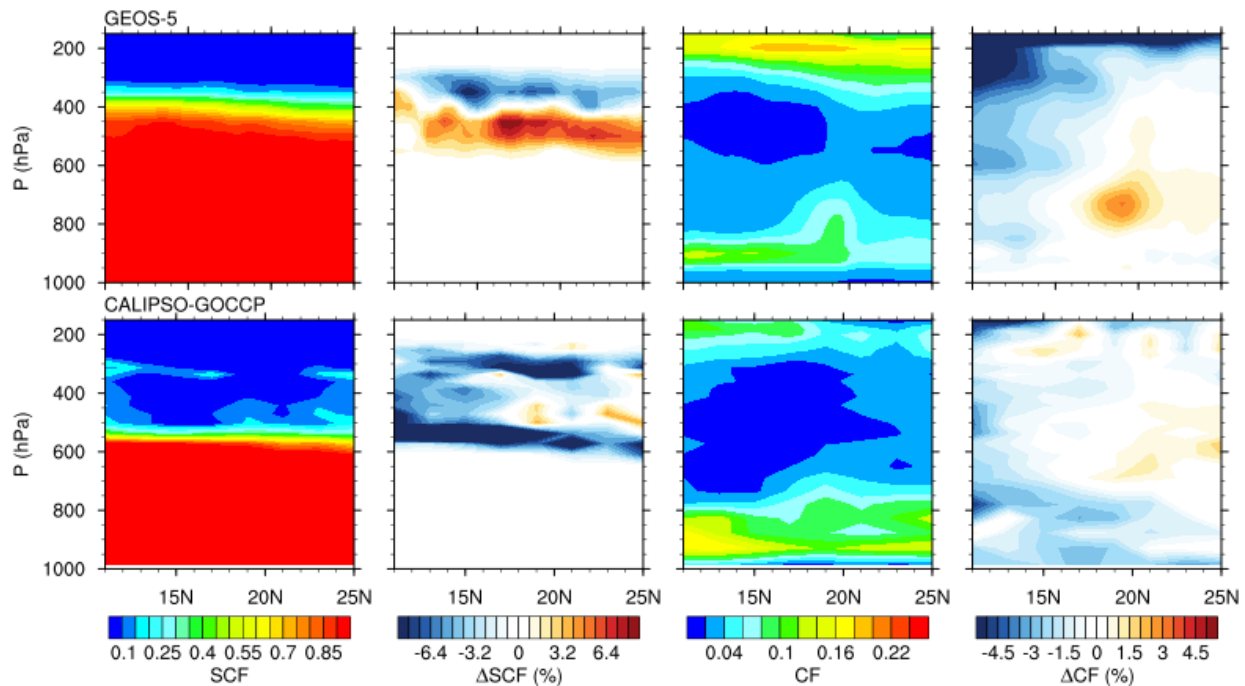 GEOS-5
P (hPa)
200
400
600
800
1000
CALIPSO-GOCCP
P (hPa)
200
400
600
800
1000
15N 20N 25N 15N 20N 25N 15N 20N 25N 15N 20N 25N
0.1 0.25 0.4 0.55 0.7 0.85 -6.4 -3.2 0 3.2 6.4 0.04 0.1 0.16 0.22 -4.5 -3 -1.5 0 1.5 3 4.5
SCF ΔSCF (%) CF ΔCF (%)